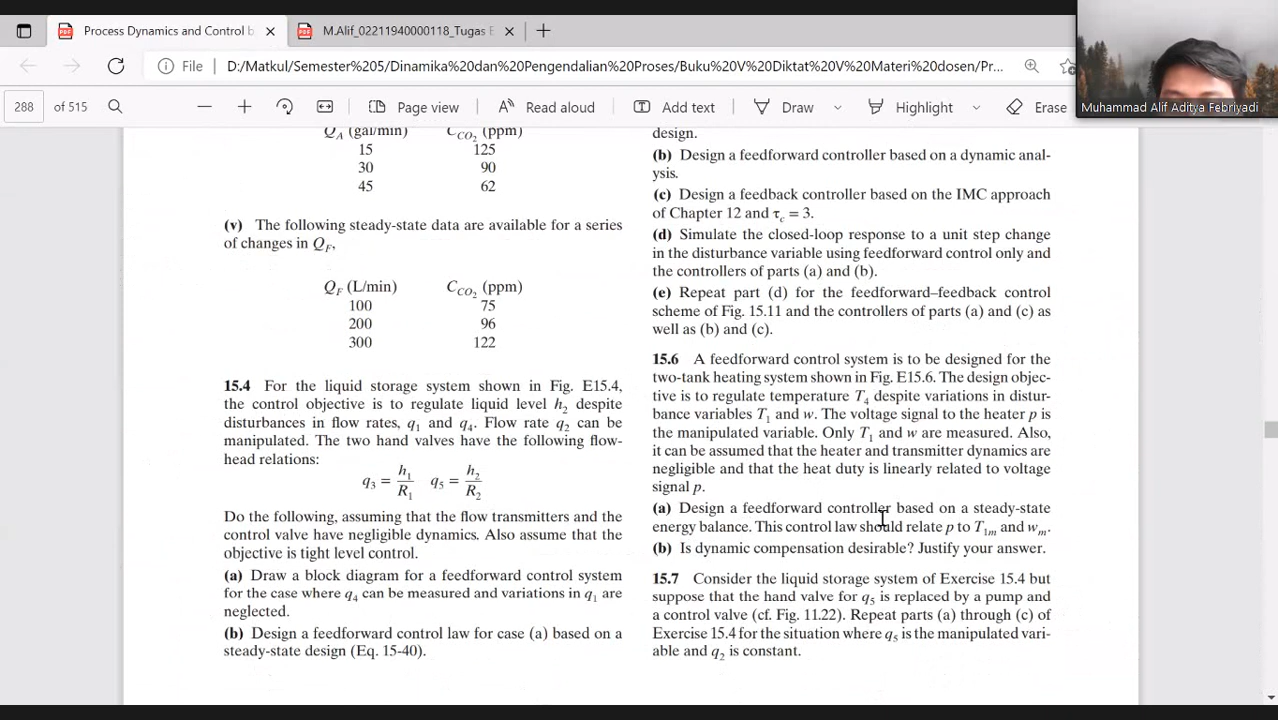 Process Dynamics and Control b
M.Alif_02211940000118_Tugas E
File
D:/Matkul/Semester%205/Dinamika%20dan%20Pengendalian%20Proses/Buku%20V%20Diktat%20V%20Materi%20dosen/Pr...
Muhammad Alif Aditya Febriyadi
288 of 515
Page view
Read aloud
Add text
Draw
Highlight
Erase
Q_A (gal/min) C_CO₂ (ppm)
15 125
30 90
45 62
(v) The following steady-state data are available for a series
of changes in Q_F,
Q_F (L/min) C_CO₂ (ppm)
100 75
200 96
300 122
15.4 For the liquid storage system shown in Fig. E15.4,
the control objective is to regulate liquid level h₂ despite
disturbances in flow rates, q₁ and q₄. Flow rate q₂ can be
manipulated. The two hand valves have the following flow-
head relations:
q₃ = h₁/R₁ q₅ = h₂/R₂
Do the following, assuming that the flow transmitters and the
control valve have negligible dynamics. Also assume that the
objective is tight level control.
(a) Draw a block diagram for a feedforward control system
for the case where q₄ can be measured and variations in q₁ are
neglected.
(b) Design a feedforward control law for case (a) based on a
steady-state design (Eq. 15-40).
design.
(b) Design a feedforward controller based on a dynamic anal-
ysis.
(c) Design a feedback controller based on the IMC approach
of Chapter 12 and τ_c = 3.
(d) Simulate the closed-loop response to a unit step change
in the disturbance variable using feedforward control only and
the controllers of parts (a) and (b).
(e) Repeat part (d) for the feedforward–feedback control
scheme of Fig. 15.11 and the controllers of parts (a) and (c) as
well as (b) and (c).
15.6 A feedforward control system is to be designed for the
two-tank heating system shown in Fig. E15.6. The design objec-
tive is to regulate temperature T₄ despite variations in distur-
bance variables T₁ and w. The voltage signal to the heater p is
the manipulated variable. Only T₁ and w are measured. Also,
it can be assumed that the heater and transmitter dynamics are
negligible and that the heat duty is linearly related to voltage
signal p.
(a) Design a feedforward controller based on a steady-state
energy balance. This control law should relate p to T₁ₘ and wₘ.
(b) Is dynamic compensation desirable? Justify your answer.
15.7 Consider the liquid storage system of Exercise 15.4 but
suppose that the hand valve for q₅ is replaced by a pump and
a control valve (cf. Fig. 11.22). Repeat parts (a) through (c) of
Exercise 15.4 for the situation where q₅ is the manipulated vari-
able and q₂ is constant.